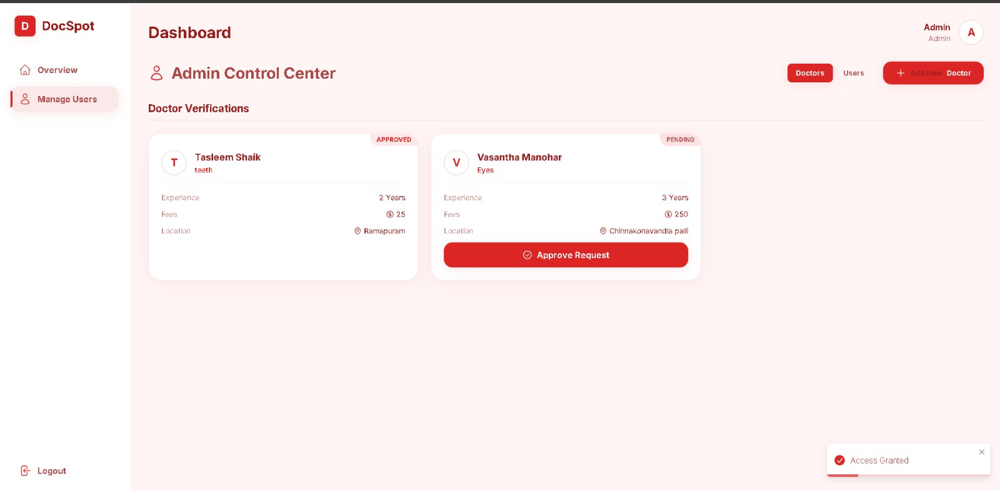 D DocSpot
Overview
Manage Users
Logout
Dashboard
Admin
Admin
A
Admin Control Center
Doctors Users
Add New Doctor
Doctor Verifications
APPROVED
T
Tasleem Shaik
teeth
Experience 2 Years
Fees $ 25
Location Ramapuram
PENDING
V
Vasantha Manohar
Eyes
Experience 3 Years
Fees $ 250
Location Chinnakonavandla palli
Approve Request
Access Granted